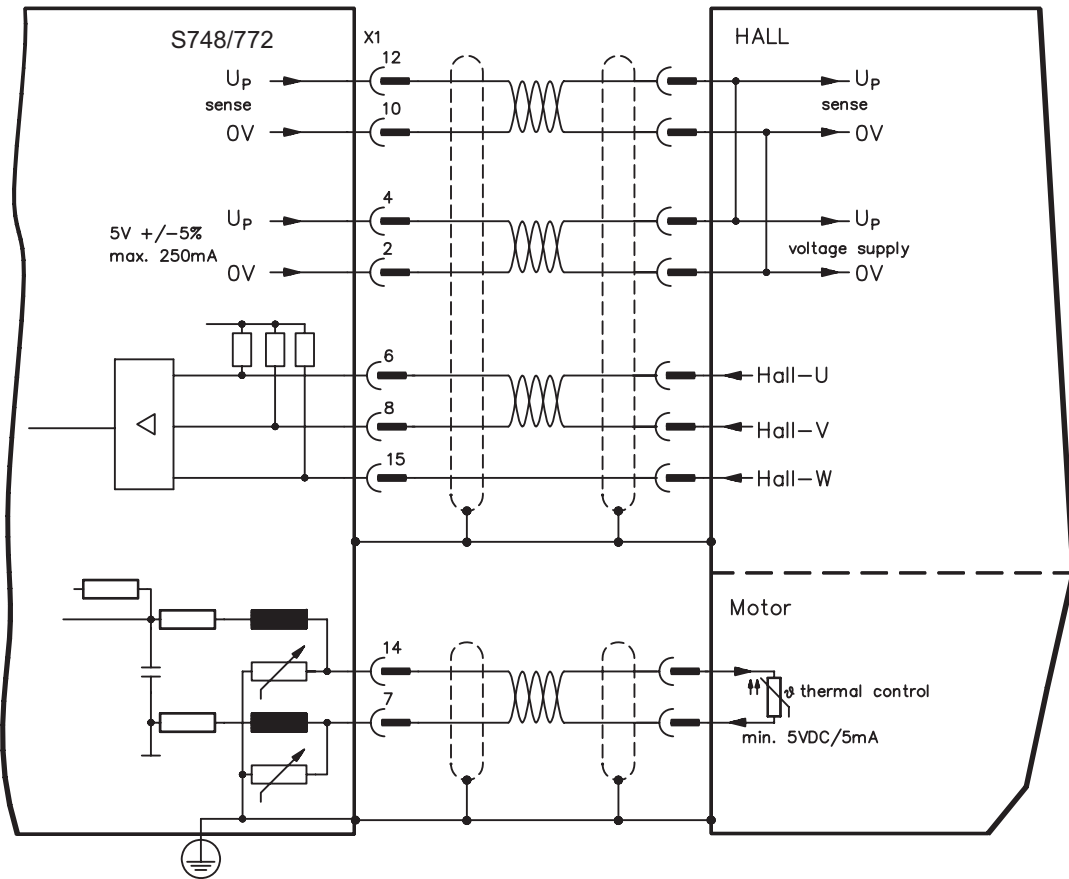 S748/772
X1
HALL
12
UP
UP
sense
sense
10
0V
0V
4
UP
UP
5V +/-5%
max. 250mA
voltage supply
2
0V
0V
6
Hall-U
8
Hall-V
15
Hall-W
Motor
14
ϑ thermal control
7
min. 5VDC/5mA